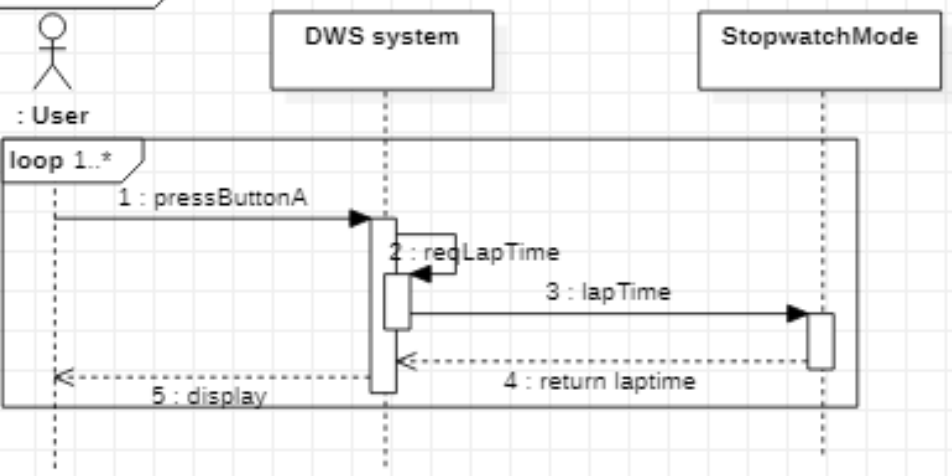 DWS system
StopwatchMode
: User
loop 1..*
1 : pressButtonA
2 : reqLapTime
3 : lapTime
4 : return laptime
5 : display